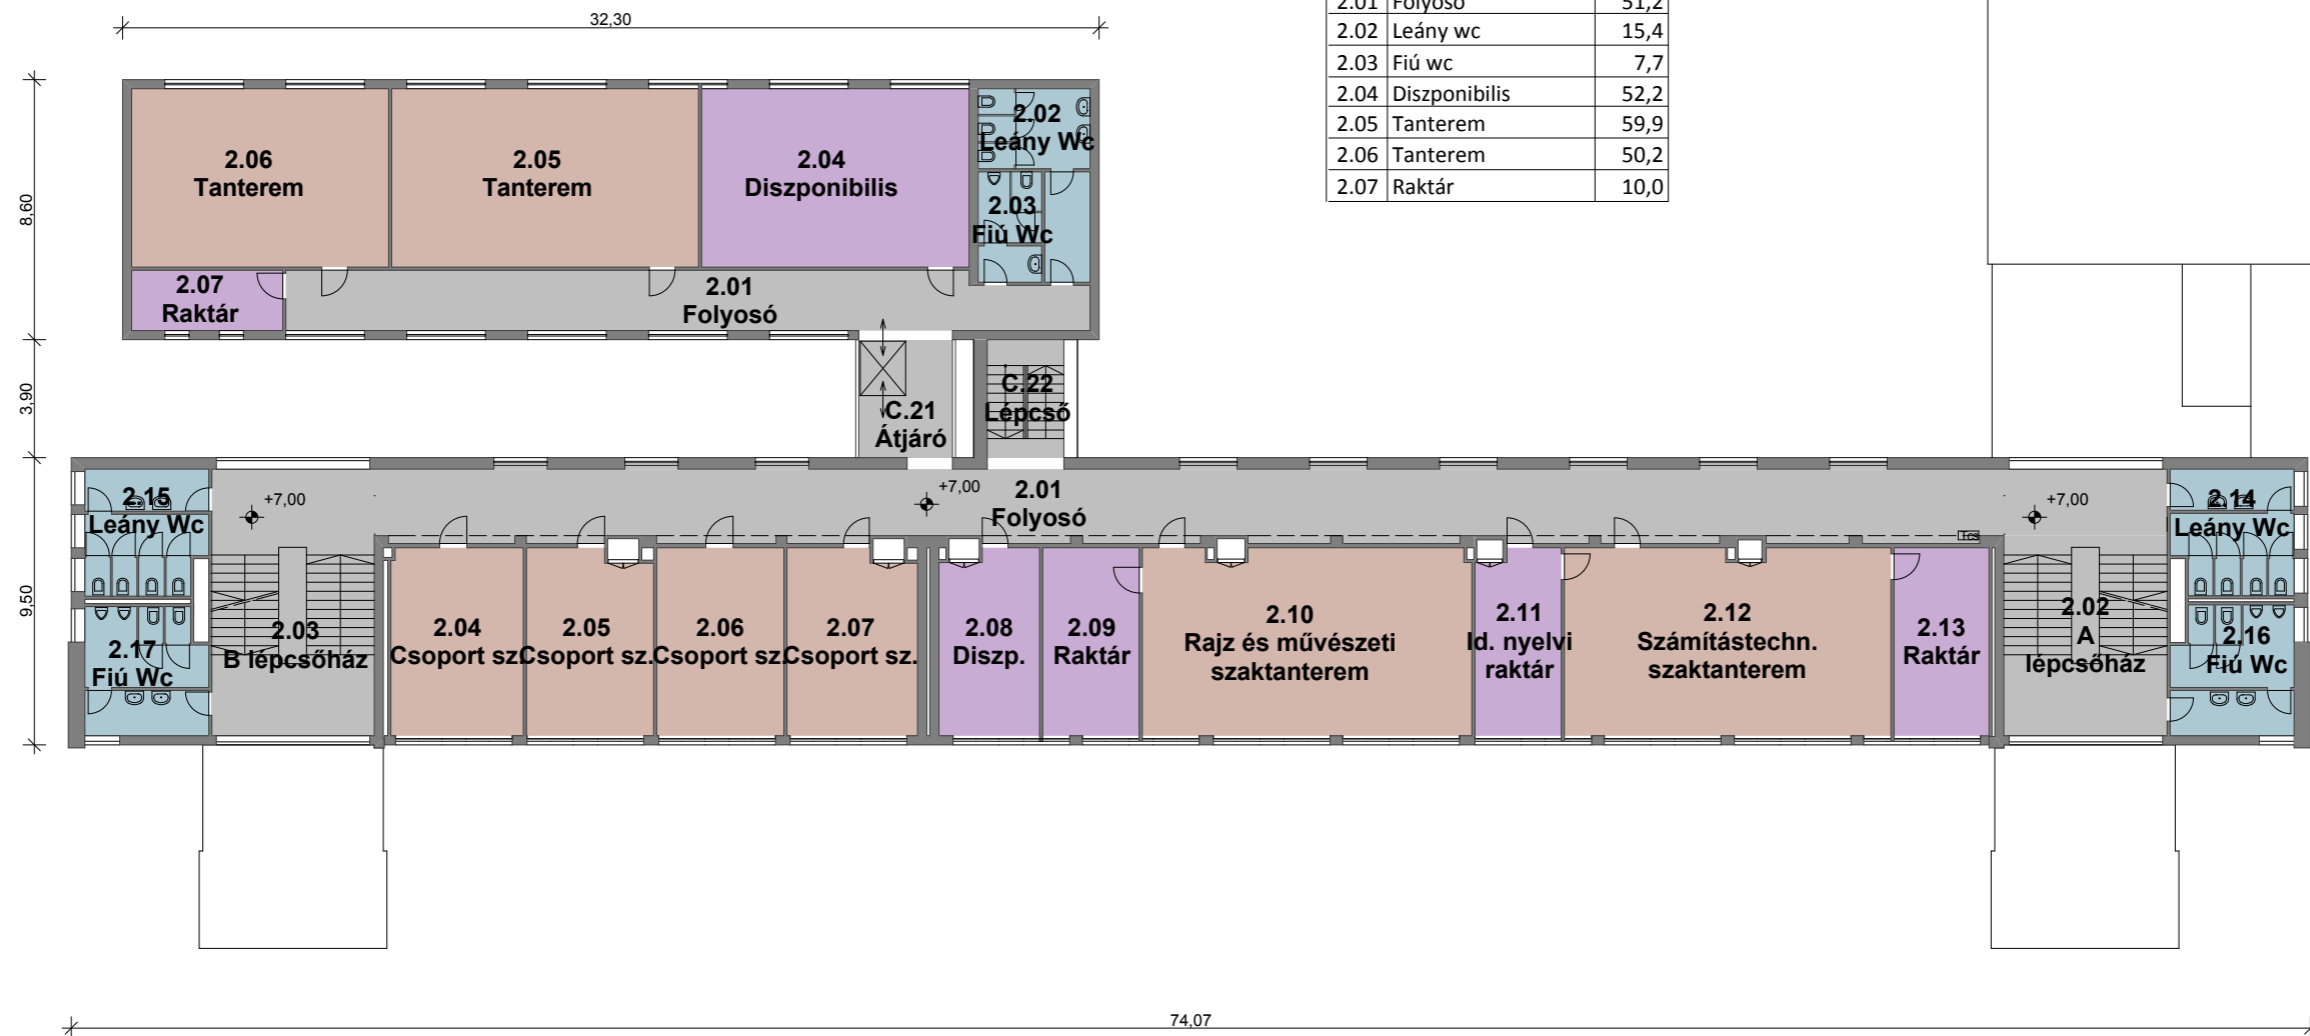 32,30
2.01 Folyosó 51,2
2.02 Leány wc 15,4
2.03 Fiú wc 7,7
2.04 Diszponibilis 52,2
2.05 Tanterem 59,9
2.06 Tanterem 50,2
2.07 Raktár 10,0
8,60
2.06
Tanterem
2.05
Tanterem
2.04
Diszponibilis
2.02
Leány Wc
2.03
Fiú Wc
2.07
Raktár
2.01
Folyosó
3,90
C.21
Átjáró
C.22
Lépcső
9,50
2.15
Leány Wc
+7,00
+7,00
2.01
Folyosó
+7,00
2.14
Leány Wc
Tcs
2.17
Fiú Wc
2.03
B lépcsőház
2.04
Csoport sz.
2.05
Csoport sz.
2.06
Csoport sz.
2.07
Csoport sz.
2.08
Diszp.
2.09
Raktár
2.10
Rajz és művészeti
szaktanterem
2.11
Id. nyelvi
raktár
2.12
Számítástechn.
szaktanterem
2.13
Raktár
2.02
A
lépcsőház
2.16
Fiú Wc
74,07